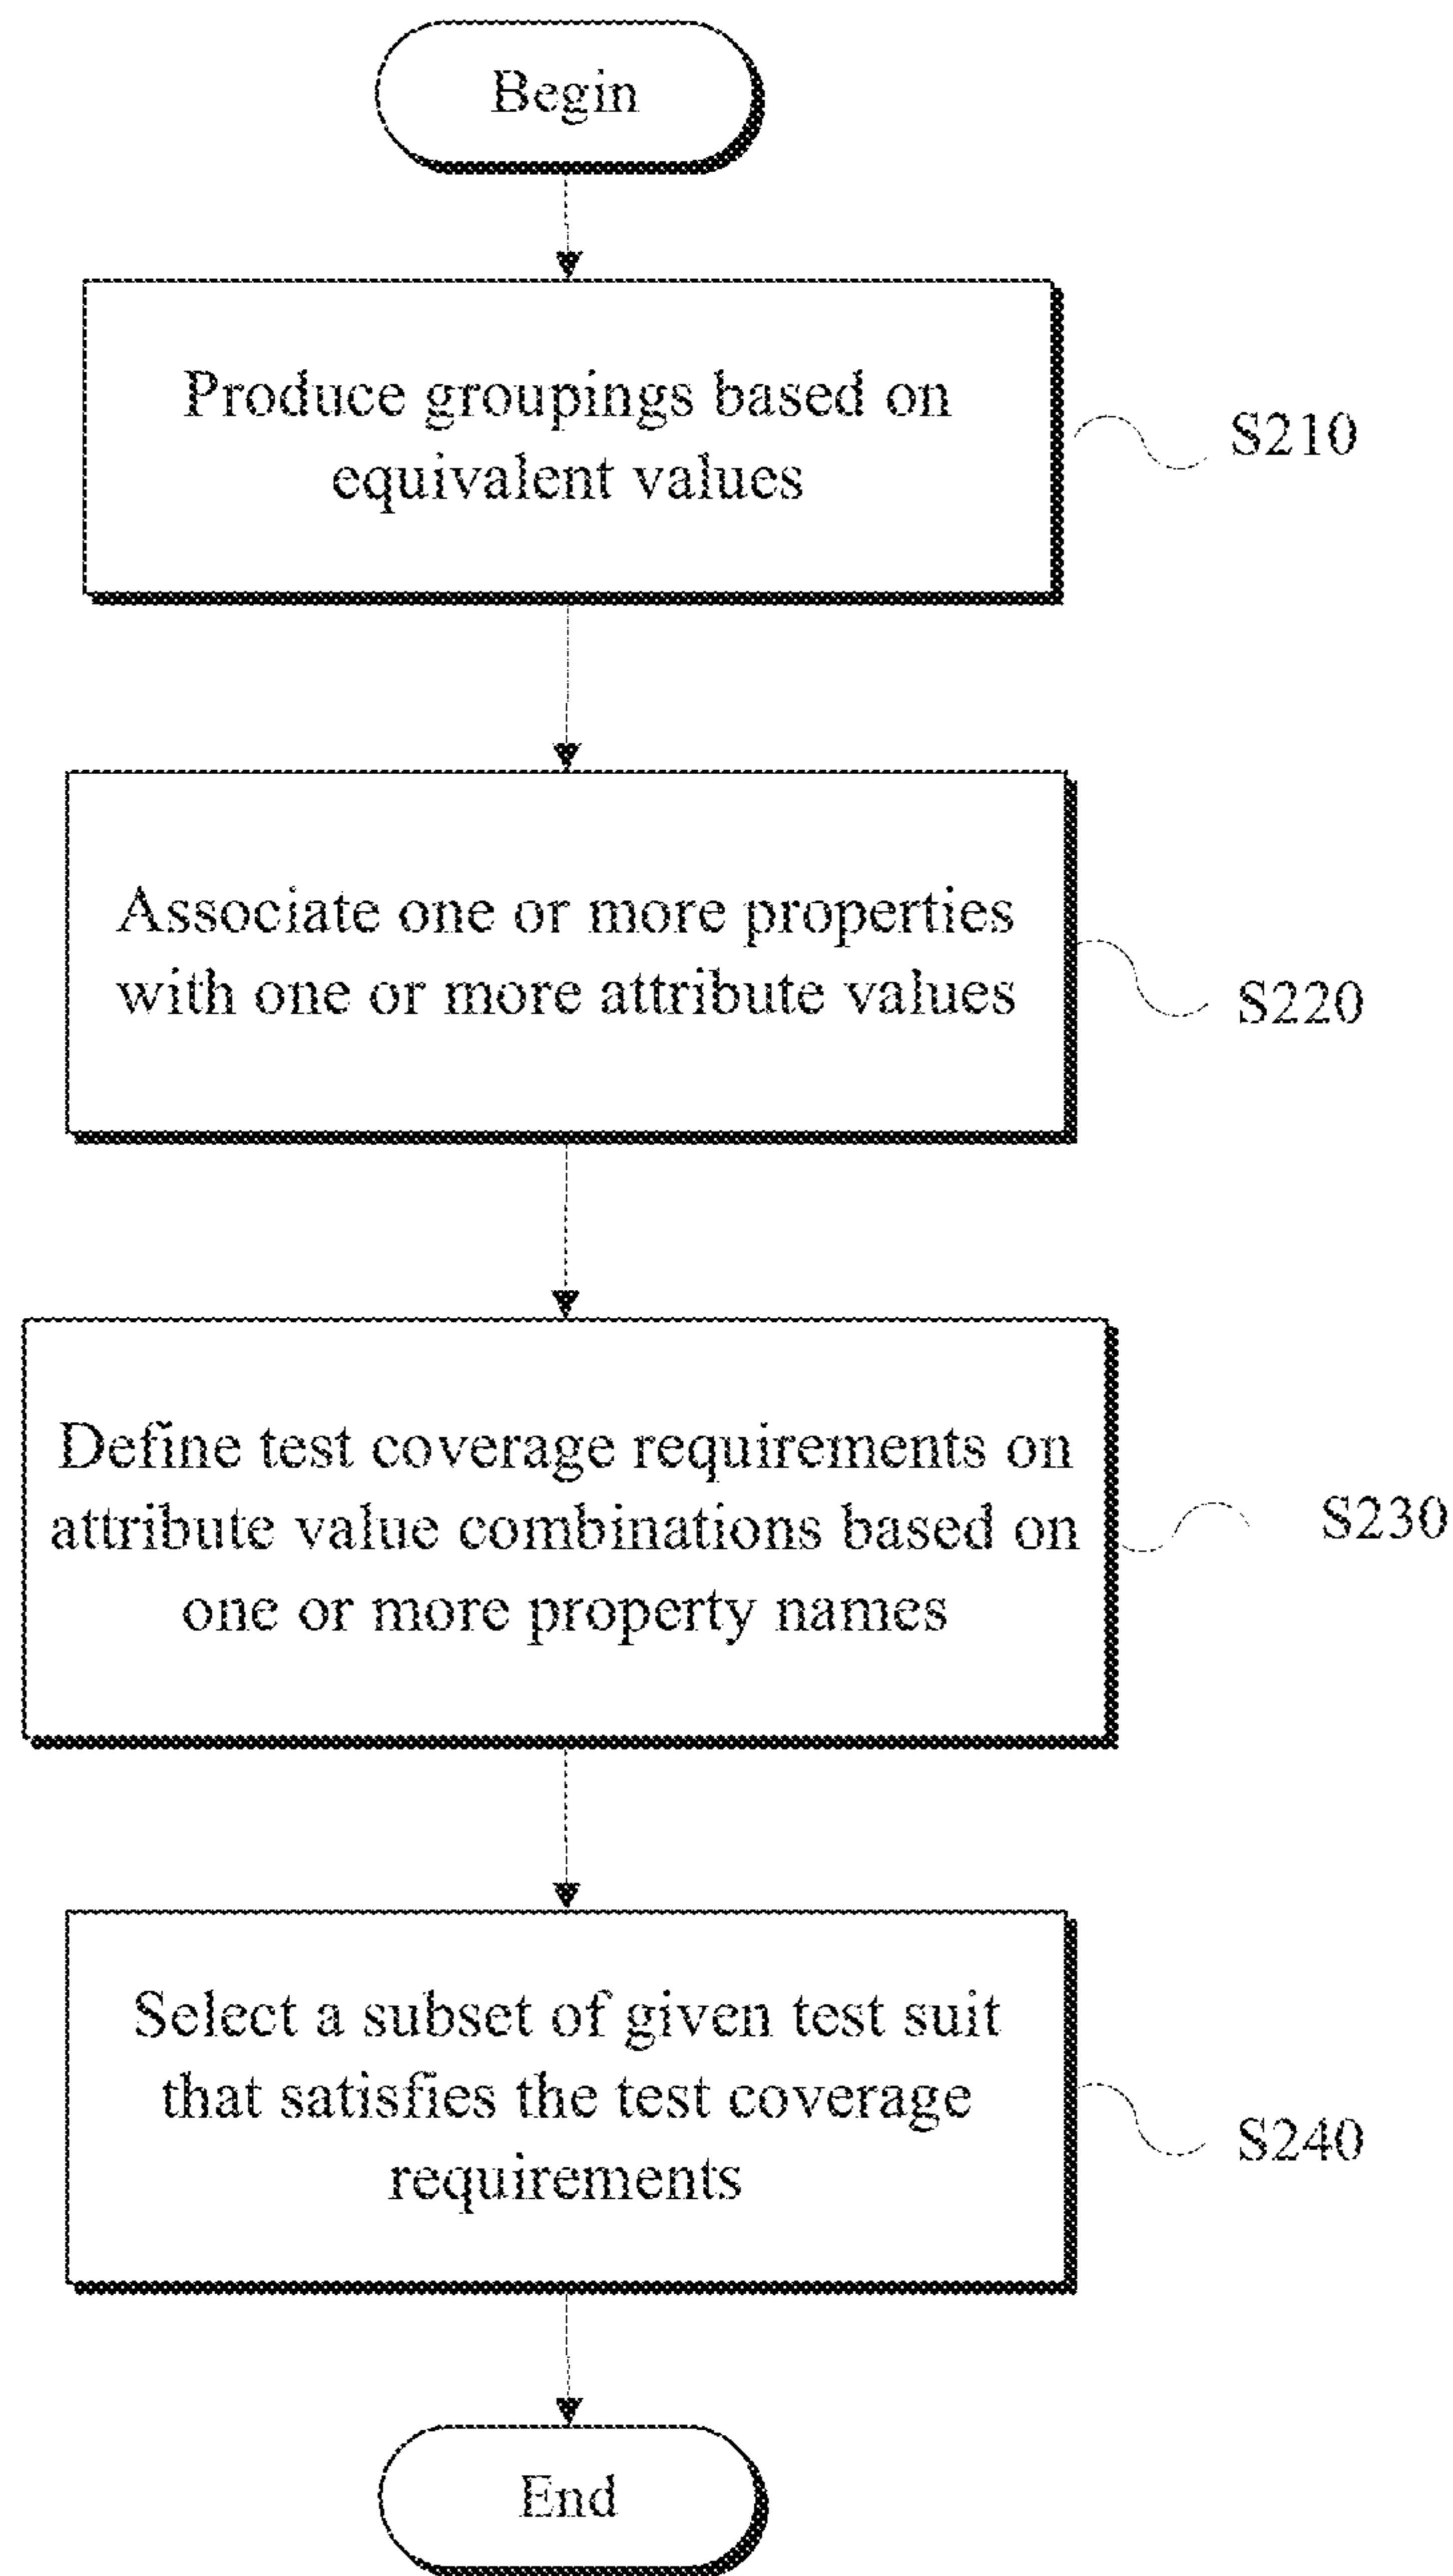 Begin
Produce groupings based on
equivalent values
S210
Associate one or more properties
with one or more attribute values
S220
Define test coverage requirements on
attribute value combinations based on
one or more property names
S230
Select a subset of given test suit
that satisfies the test coverage
requirements
S240
End